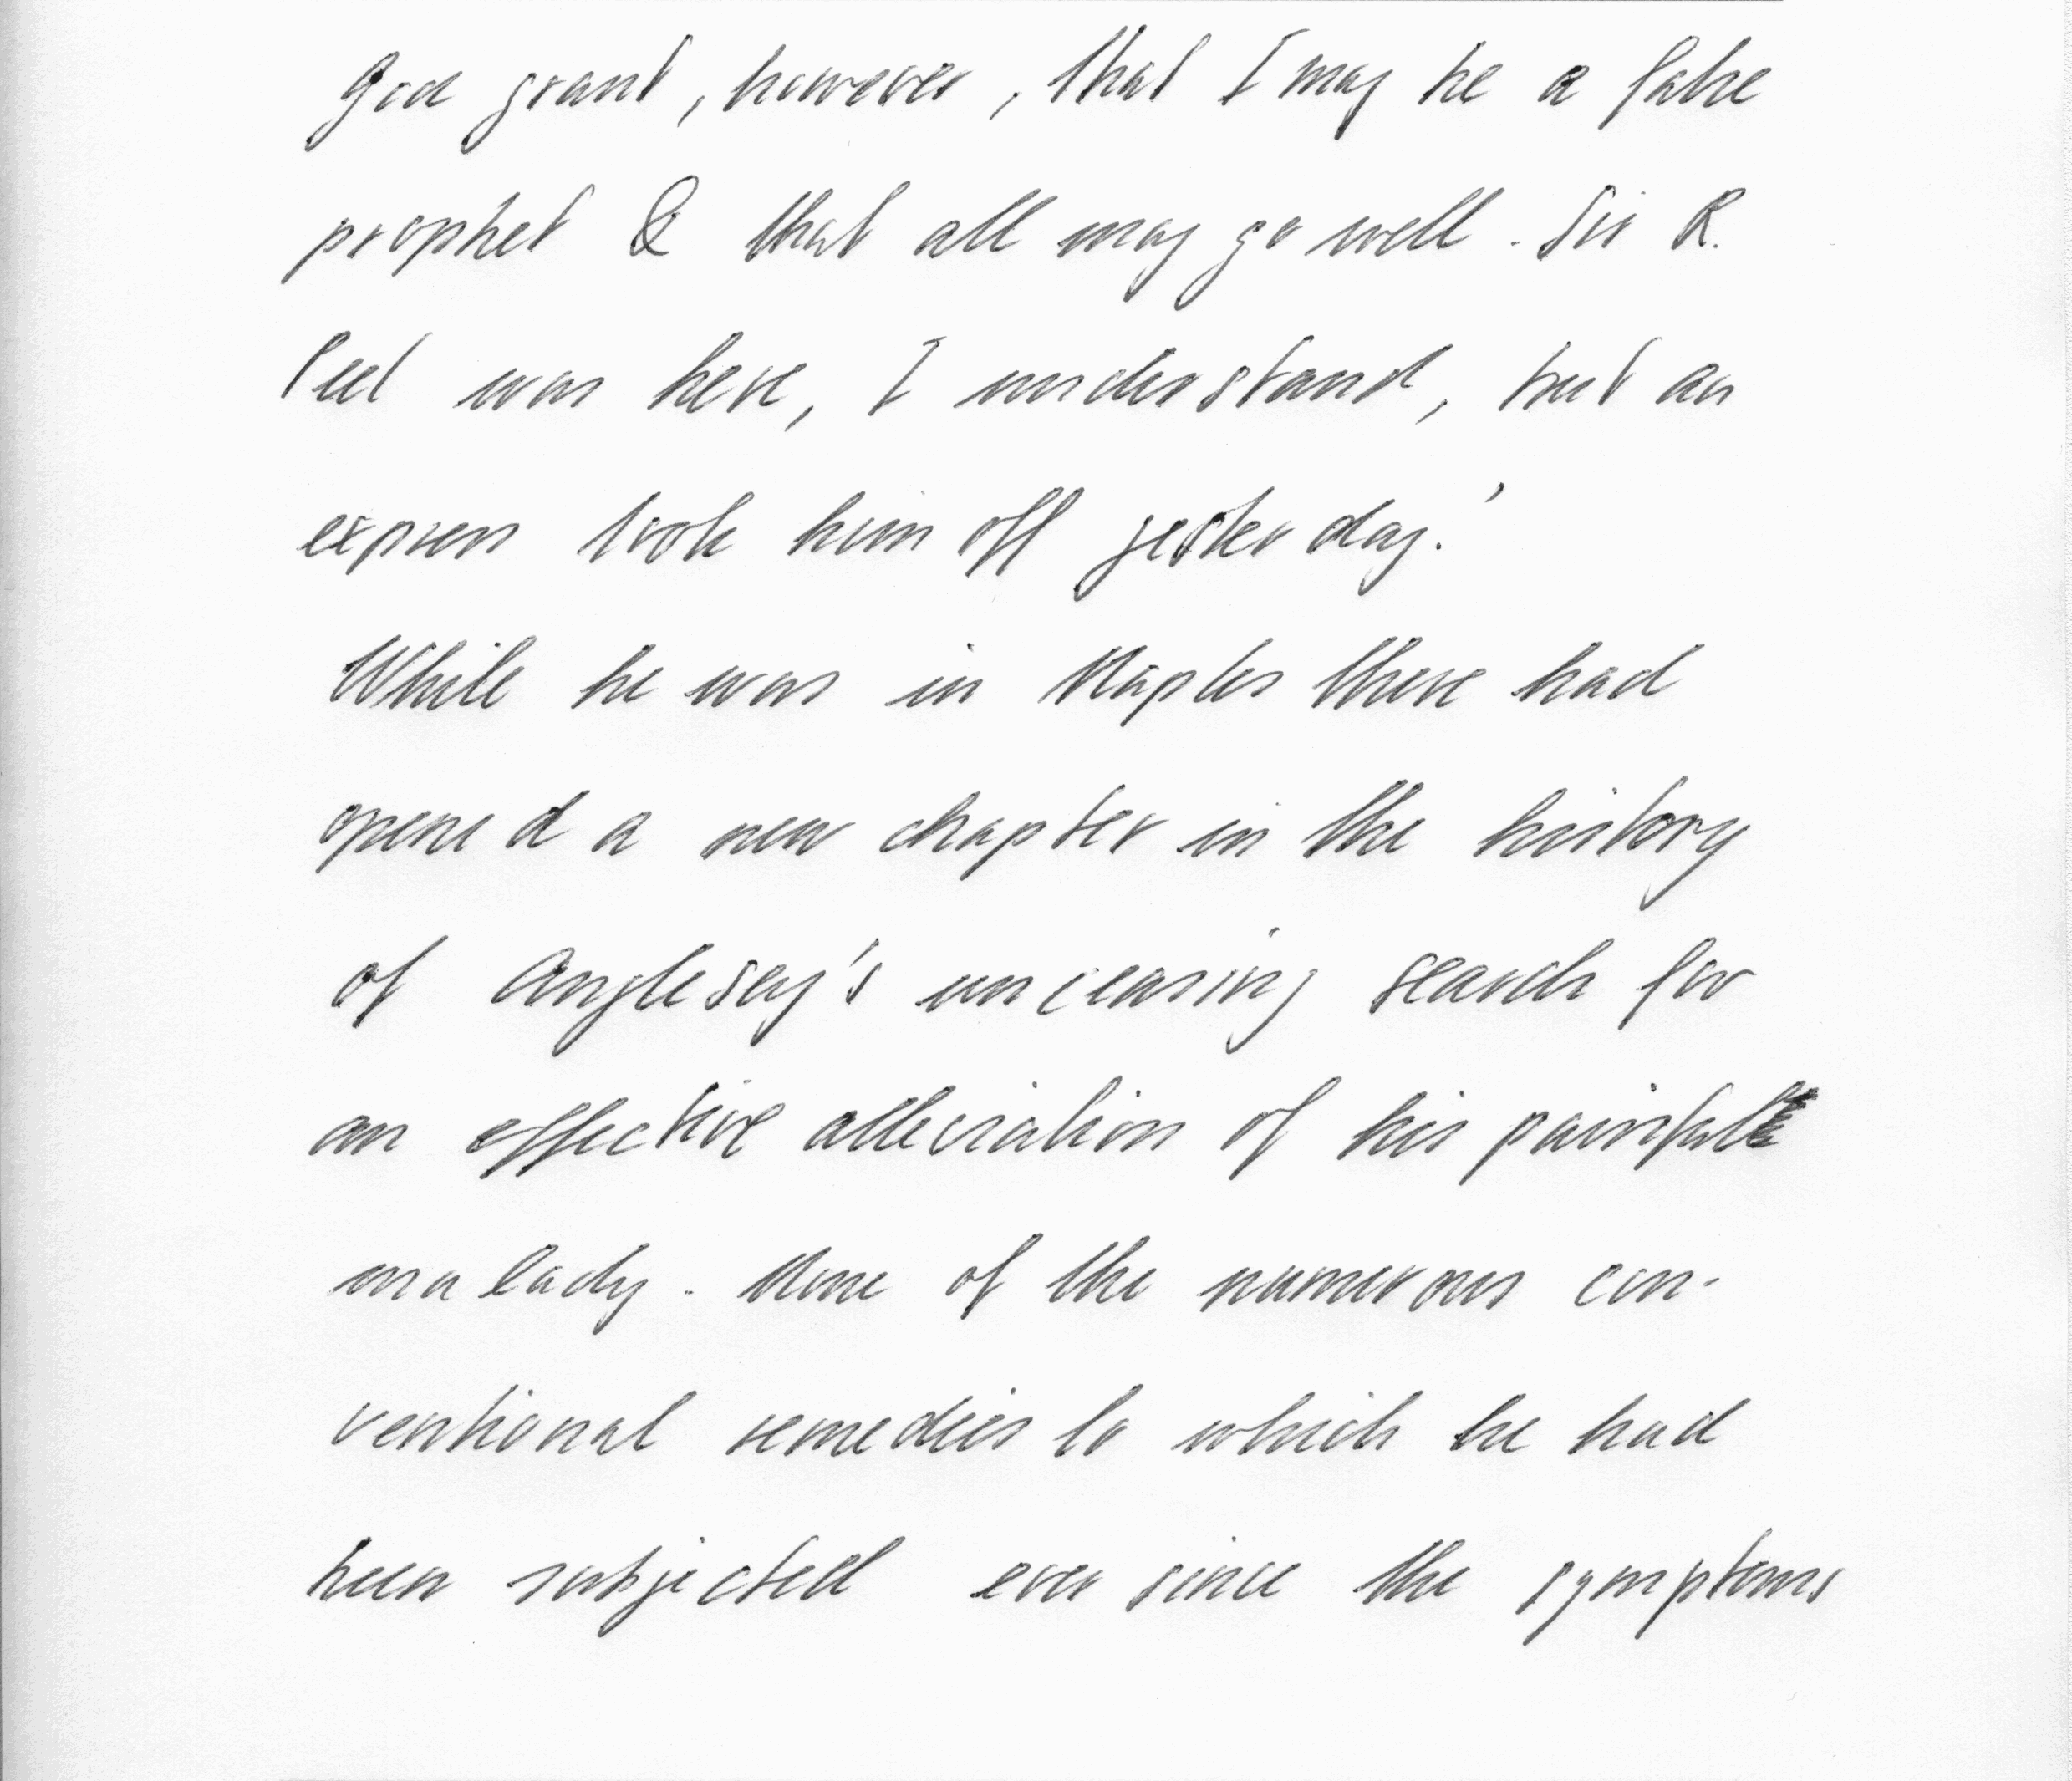 God grant, however, that I may be a false
prophet & that all may go well. Sir R.
Peel was here, I understand, but an
express took him off yesterday.'
While he was in Naples there had
opened a new chapter in the history
of Anglesey's unceasing search for
an effective alleviation of his painful
malady. None of the numerous con-
ventional remedies to which he had
been subjected ever since the symptoms